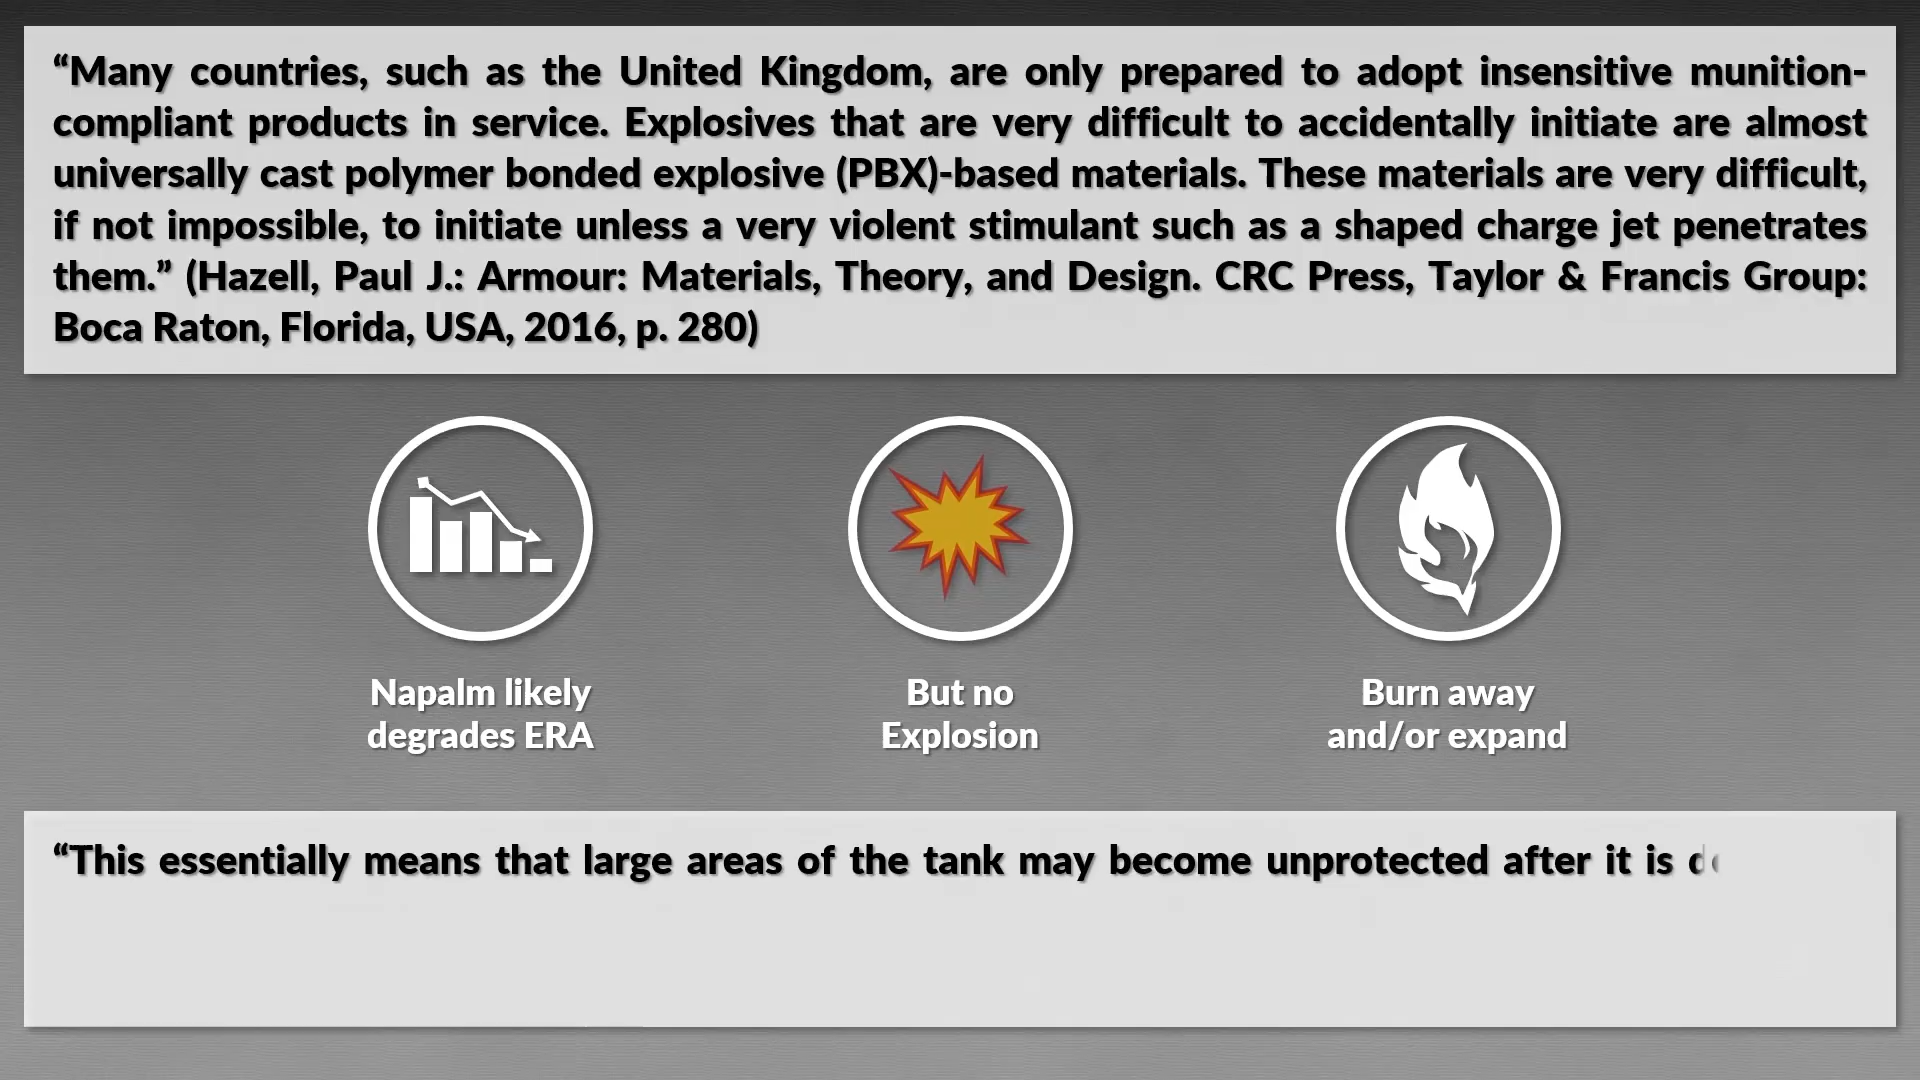 “Many countries, such as the United Kingdom, are only prepared to adopt insensitive munition-
compliant products in service. Explosives that are very difficult to accidentally initiate are almost
universally cast polymer bonded explosive (PBX)-based materials. These materials are very difficult,
if not impossible, to initiate unless a very violent stimulant such as a shaped charge jet penetrates
them.” (Hazell, Paul J.: Armour: Materials, Theory, and Design. CRC Press, Taylor & Francis Group:
Boca Raton, Florida, USA, 2016, p. 280)
Napalm likely
degrades ERA
But no
Explosion
Burn away
and/or expand
“This essentially means that large areas of the tank may become unprotected after it is